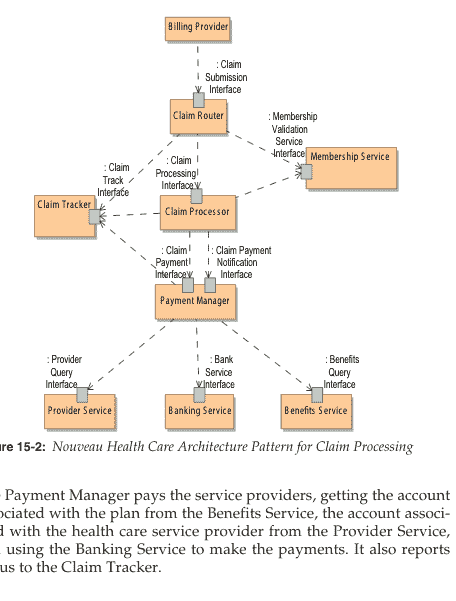 Billing Provider
: Claim
Submission
Interface
Claim Router
: Membership
Validation
Service
Interface
Membership Service
: Claim
Track
Interface
: Claim
Processing
Interface
Claim Tracker
Claim Processor
: Claim
Payment
Interface
: Claim Payment
Notification
Interface
Payment Manager
: Provider
Query
Interface
: Bank
Service
Interface
: Benefits
Query
Interface
Provider Service
Banking Service
Benefits Service
ure 15-2: Nouveau Health Care Architecture Pattern for Claim Processing
Payment Manager pays the service providers, getting the account
ociated with the plan from the Benefits Service, the account associ-
d with the health care service provider from the Provider Service,
using the Banking Service to make the payments. It also reports
us to the Claim Tracker.